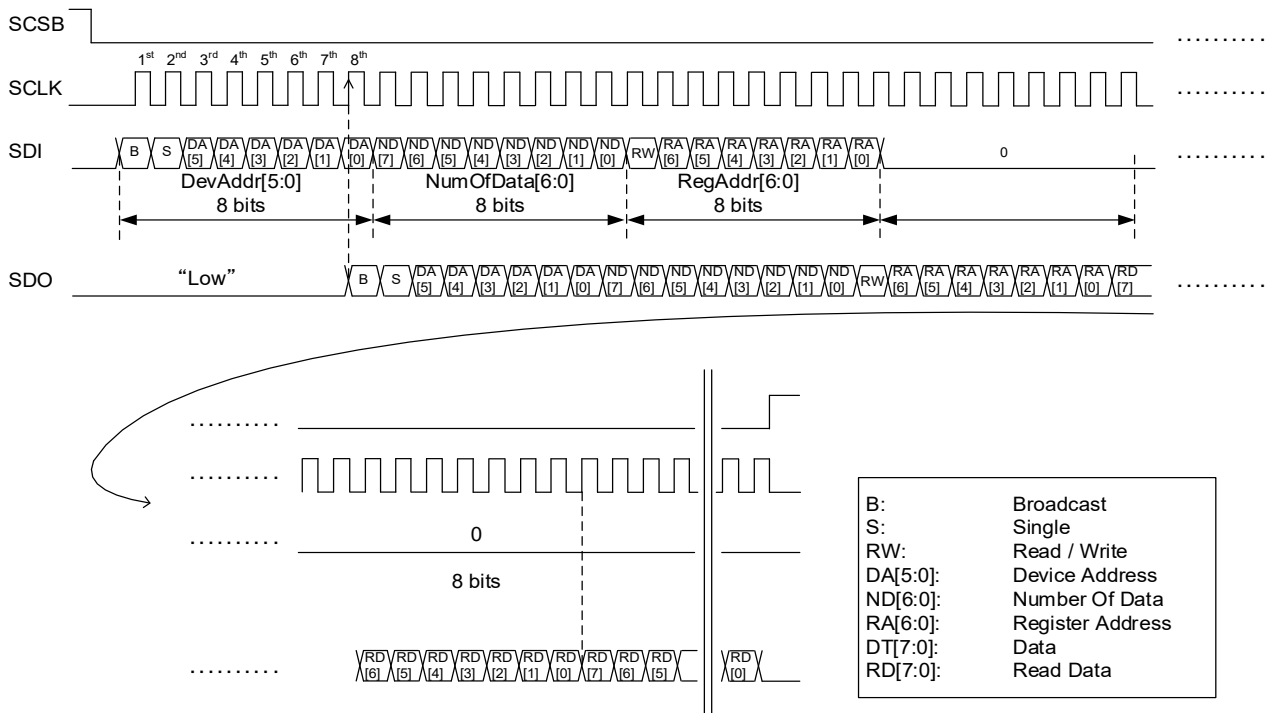 SCSB
..........
1st 2nd 3rd 4th 5th 6th 7th 8th
SCLK
..........
SDI B S DA[5] DA[4] DA[3] DA[2] DA[1] DA[0] ND[7] ND[6] ND[5] ND[4] ND[3] ND[2] ND[1] ND[0] RW RA[6] RA[5] RA[4] RA[3] RA[2] RA[1] RA[0] 0 ..........
DevAddr[5:0] NumOfData[6:0] RegAddr[6:0]
8 bits 8 bits 8 bits
SDO "Low" B S DA[5] DA[4] DA[3] DA[2] DA[1] DA[0] ND[7] ND[6] ND[5] ND[4] ND[3] ND[2] ND[1] ND[0] RW RA[6] RA[5] RA[4] RA[3] RA[2] RA[1] RA[0] RD[7] ..........
..........
..........
.......... 0
8 bits
.......... RD[6] RD[5] RD[4] RD[3] RD[2] RD[1] RD[0] RD[7] RD[6] RD[5] RD[0]
B: Broadcast
S: Single
RW: Read / Write
DA[5:0]: Device Address
ND[6:0]: Number Of Data
RA[6:0]: Register Address
DT[7:0]: Data
RD[7:0]: Read Data